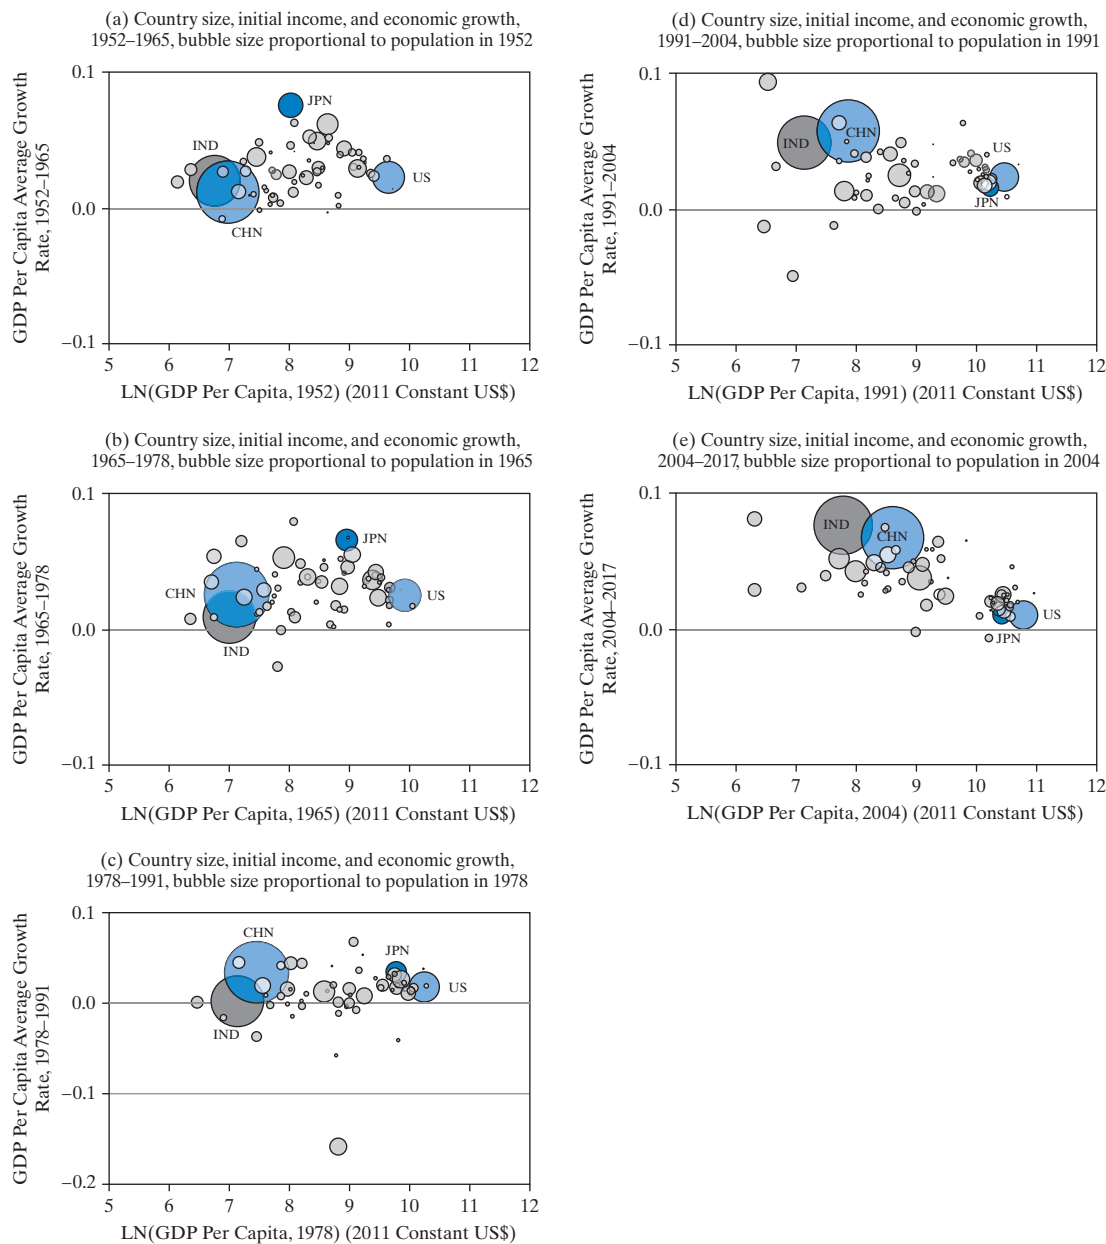 (a) Country size, initial income, and economic growth,
1952–1965, bubble size proportional to population in 1952
GDP Per Capita Average Growth
Rate, 1952–1965
0.1
0.0
–0.1
JPN
IND
US
CHN
5 6 7 8 9 10 11 12
LN(GDP Per Capita, 1952) (2011 Constant US$)
(b) Country size, initial income, and economic growth,
1965–1978, bubble size proportional to population in 1965
GDP Per Capita Average Growth
Rate, 1965–1978
0.1
0.0
–0.1
JPN
CHN
US
IND
5 6 7 8 9 10 11 12
LN(GDP Per Capita, 1965) (2011 Constant US$)
(c) Country size, initial income, and economic growth,
1978–1991, bubble size proportional to population in 1978
GDP Per Capita Average Growth
Rate, 1978–1991
0.1
0.0
–0.1
–0.2
CHN
JPN
US
IND
5 6 7 8 9 10 11 12
LN(GDP Per Capita, 1978) (2011 Constant US$)
(d) Country size, initial income, and economic growth,
1991–2004, bubble size proportional to population in 1991
GDP Per Capita Average Growth
Rate, 1991–2004
0.1
0.0
–0.1
CHN
IND
US
JPN
5 6 7 8 9 10 11 12
LN(GDP Per Capita, 1991) (2011 Constant US$)
(e) Country size, initial income, and economic growth,
2004–2017, bubble size proportional to population in 2004
GDP Per Capita Average Growth
Rate, 2004–2017
0.1
0.0
–0.1
IND
CHN
US
JPN
5 6 7 8 9 10 11 12
LN(GDP Per Capita, 2004) (2011 Constant US$)